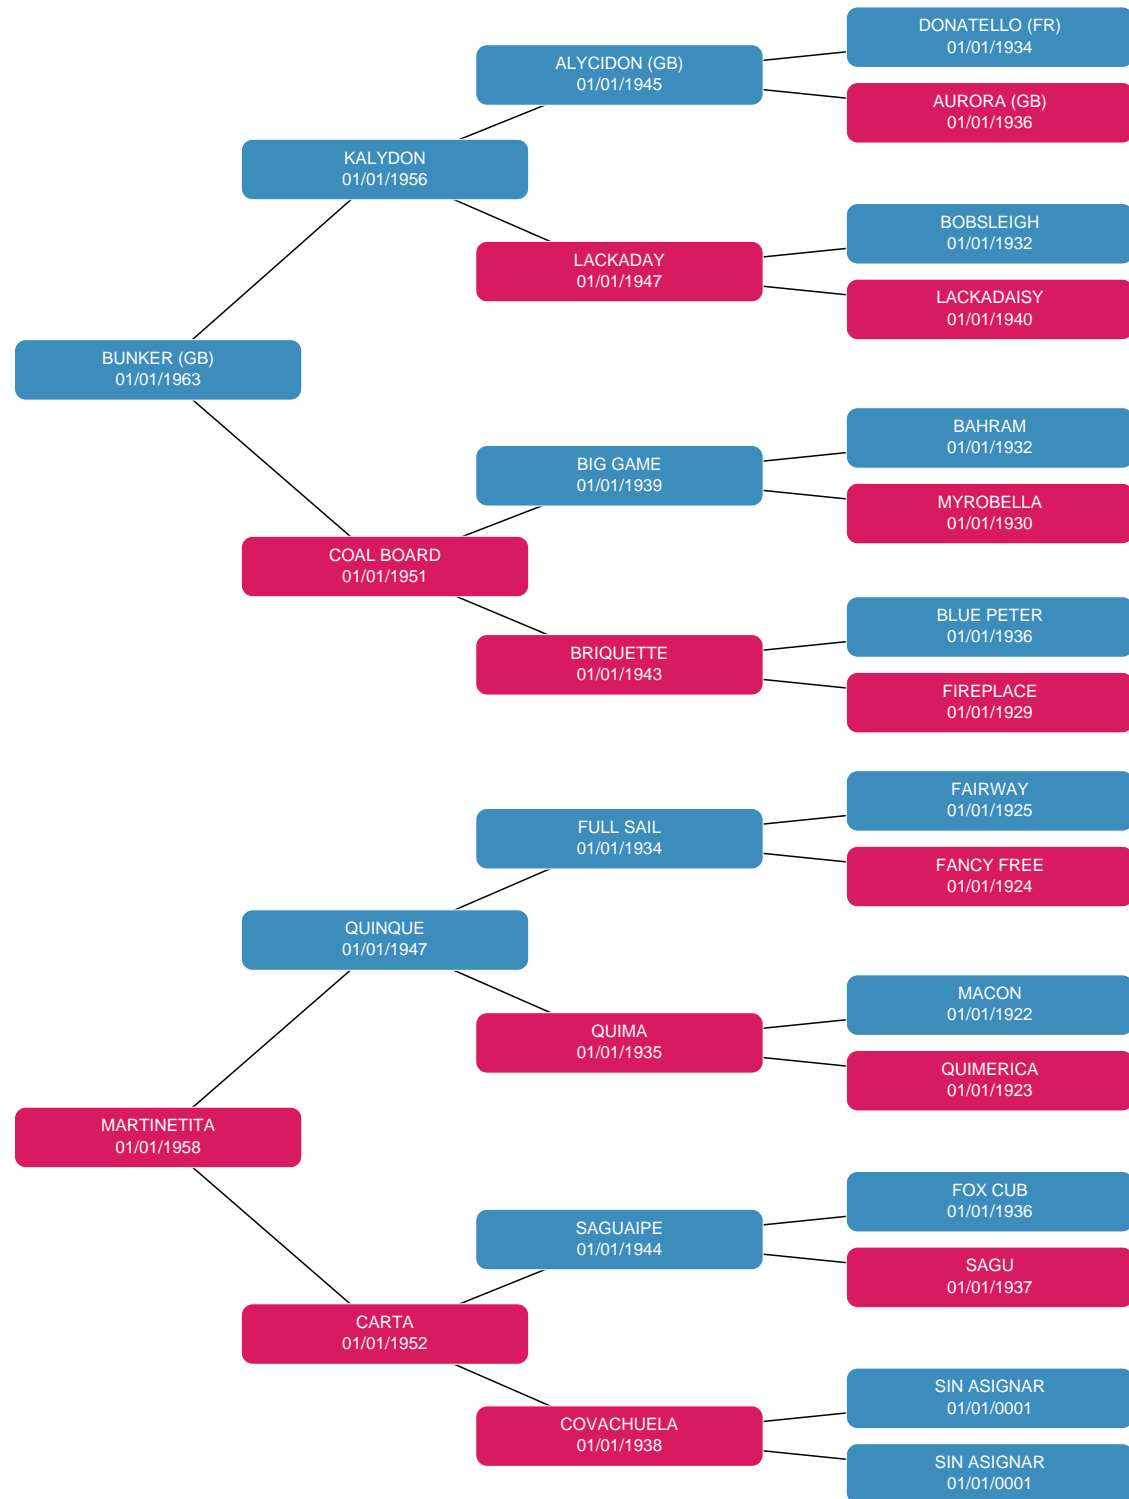 DONATELLO (FR)
01/01/1934
ALYCIDON (GB)
01/01/1945
AURORA (GB)
01/01/1936
KALYDON
01/01/1956
BOBSLEIGH
01/01/1932
LACKADAY
01/01/1947
LACKADAISY
01/01/1940
BUNKER (GB)
01/01/1963
BAHRAM
01/01/1932
BIG GAME
01/01/1939
MYROBELLA
01/01/1930
COAL BOARD
01/01/1951
BLUE PETER
01/01/1936
BRIQUETTE
01/01/1943
FIREPLACE
01/01/1929
FAIRWAY
01/01/1925
FULL SAIL
01/01/1934
FANCY FREE
01/01/1924
QUINQUE
01/01/1947
MACON
01/01/1922
QUIMA
01/01/1935
QUIMERICA
01/01/1923
MARTINETITA
01/01/1958
FOX CUB
01/01/1936
SAGUAIPE
01/01/1944
SAGU
01/01/1937
CARTA
01/01/1952
SIN ASIGNAR
01/01/0001
COVACHUELA
01/01/1938
SIN ASIGNAR
01/01/0001